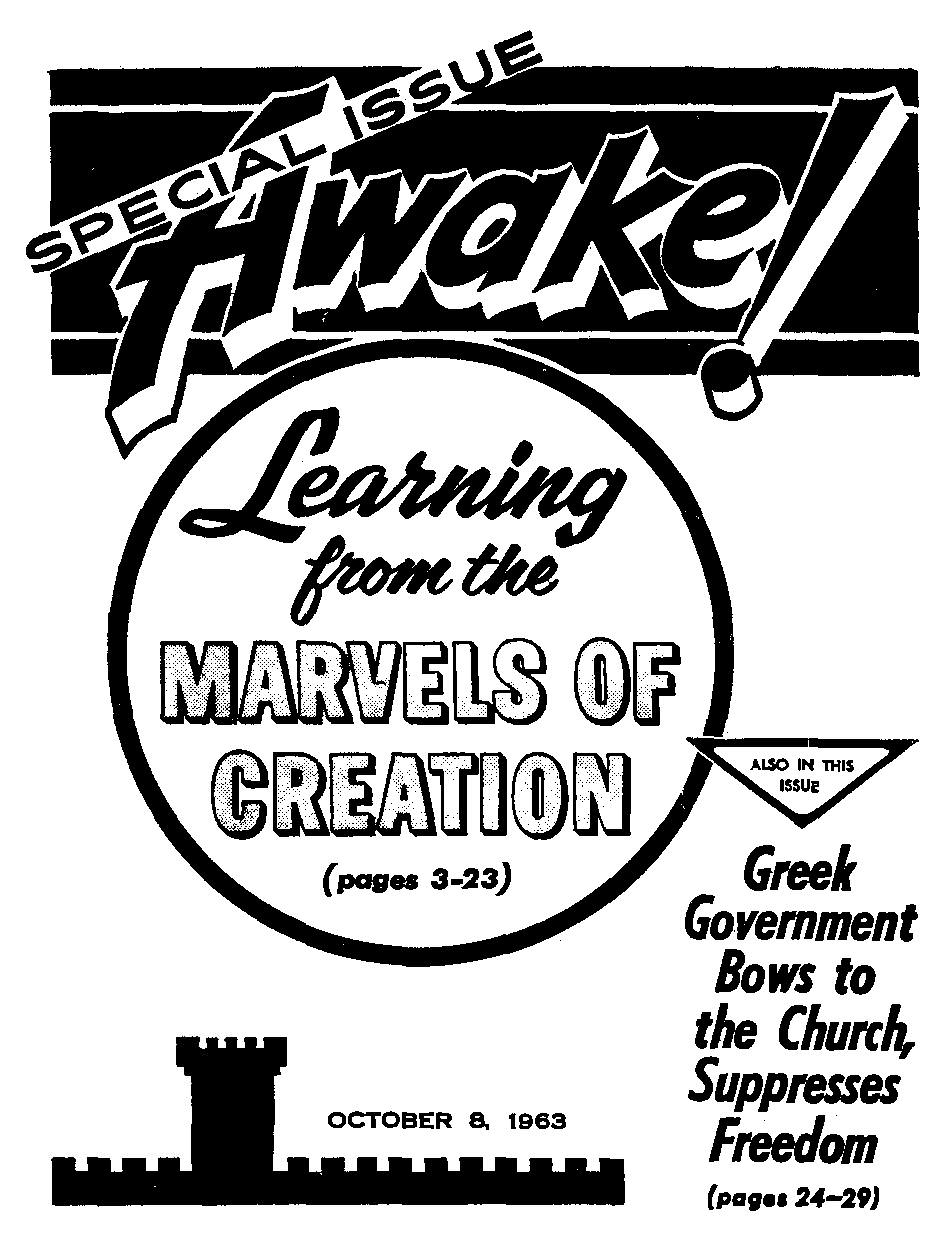 SPECIAL ISSUE
Awake!
Learning
from the
MARVELS OF
CREATION
(pages 3-23)
ALSO IN THIS
ISSUE
Greek
Government
Bows to
the Church,
Suppresses
Freedom
(pages 24-29)
OCTOBER 8, 1963